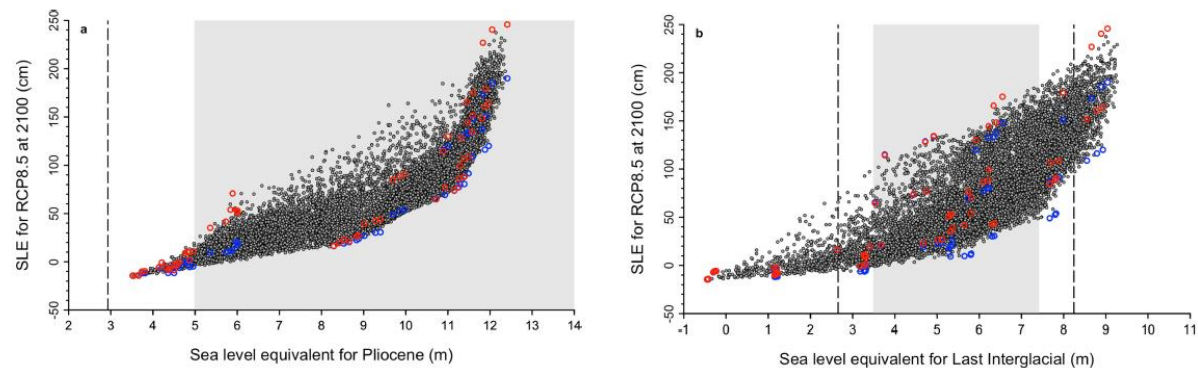 a
SLE for RCP8.5 at 2100 (cm)
-50 0 50 100 150 200 250
2 3 4 5 6 7 8 9 10 11 12 13 14
Sea level equivalent for Pliocene (m)
b
SLE for RCP8.5 at 2100 (cm)
-50 0 50 100 150 200 250
-1 0 1 2 3 4 5 6 7 8 9 10 11
Sea level equivalent for Last Interglacial (m)